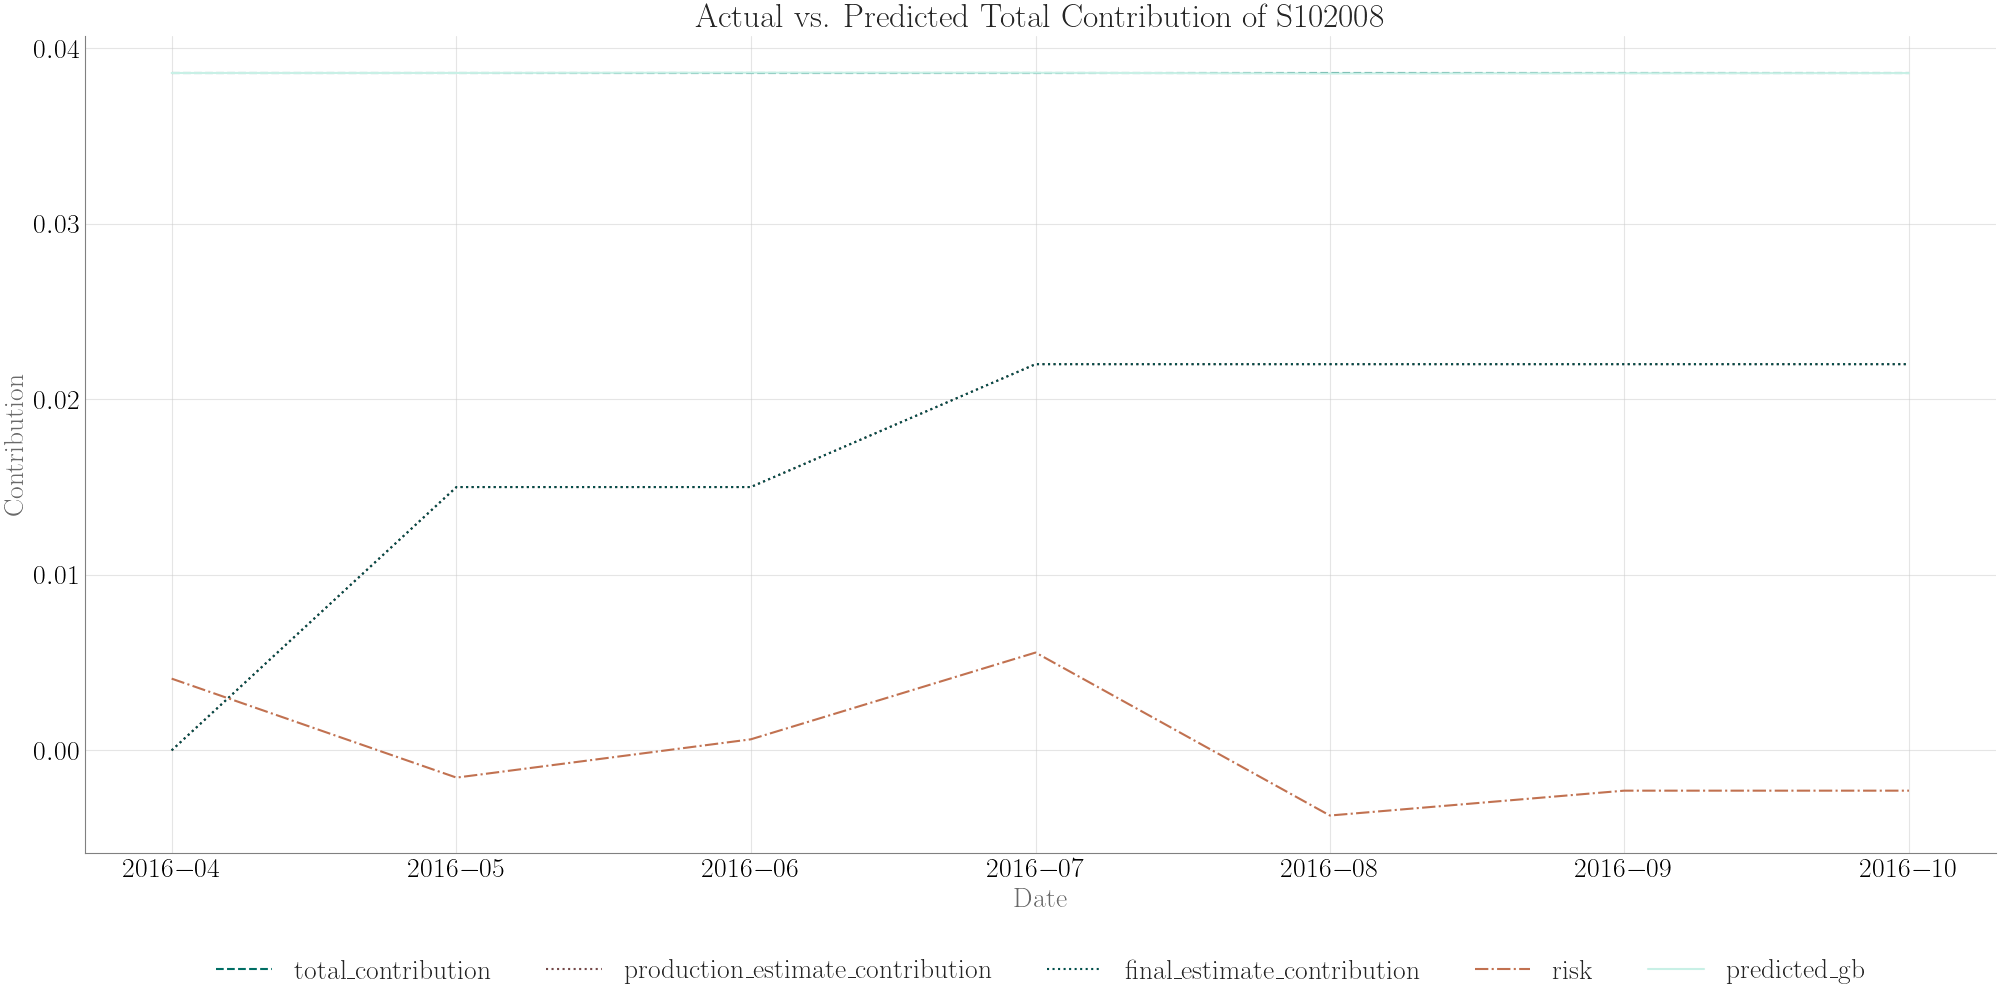 Actual vs. Predicted Total Contribution of S102008
0.04
0.03
0.02
0.01
0.00
Contribution
2016–04 2016–05 2016–06 2016–07 2016–08 2016–09 2016–10
Date
total_contribution production_estimate_contribution final_estimate_contribution risk predicted_gb